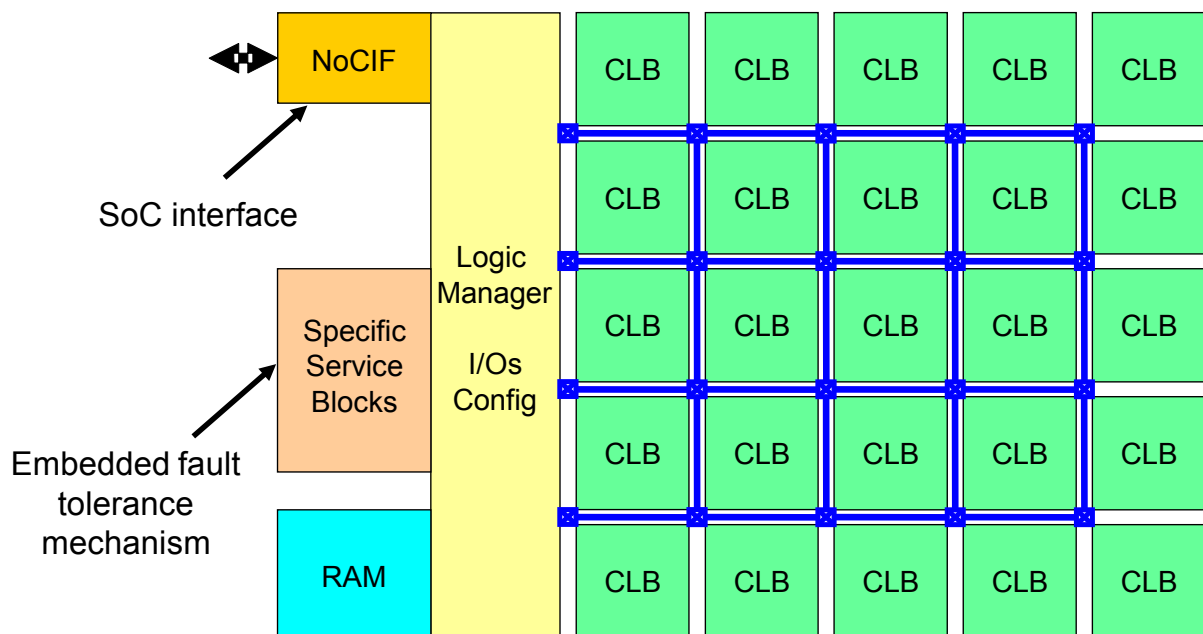 NoCIF
SoC interface
Specific
Service
Blocks
Embedded fault
tolerance
mechanism
RAM
Logic
Manager
I/Os
Config
CLB CLB CLB CLB CLB
CLB CLB CLB CLB CLB
CLB CLB CLB CLB CLB
CLB CLB CLB CLB CLB
CLB CLB CLB CLB CLB